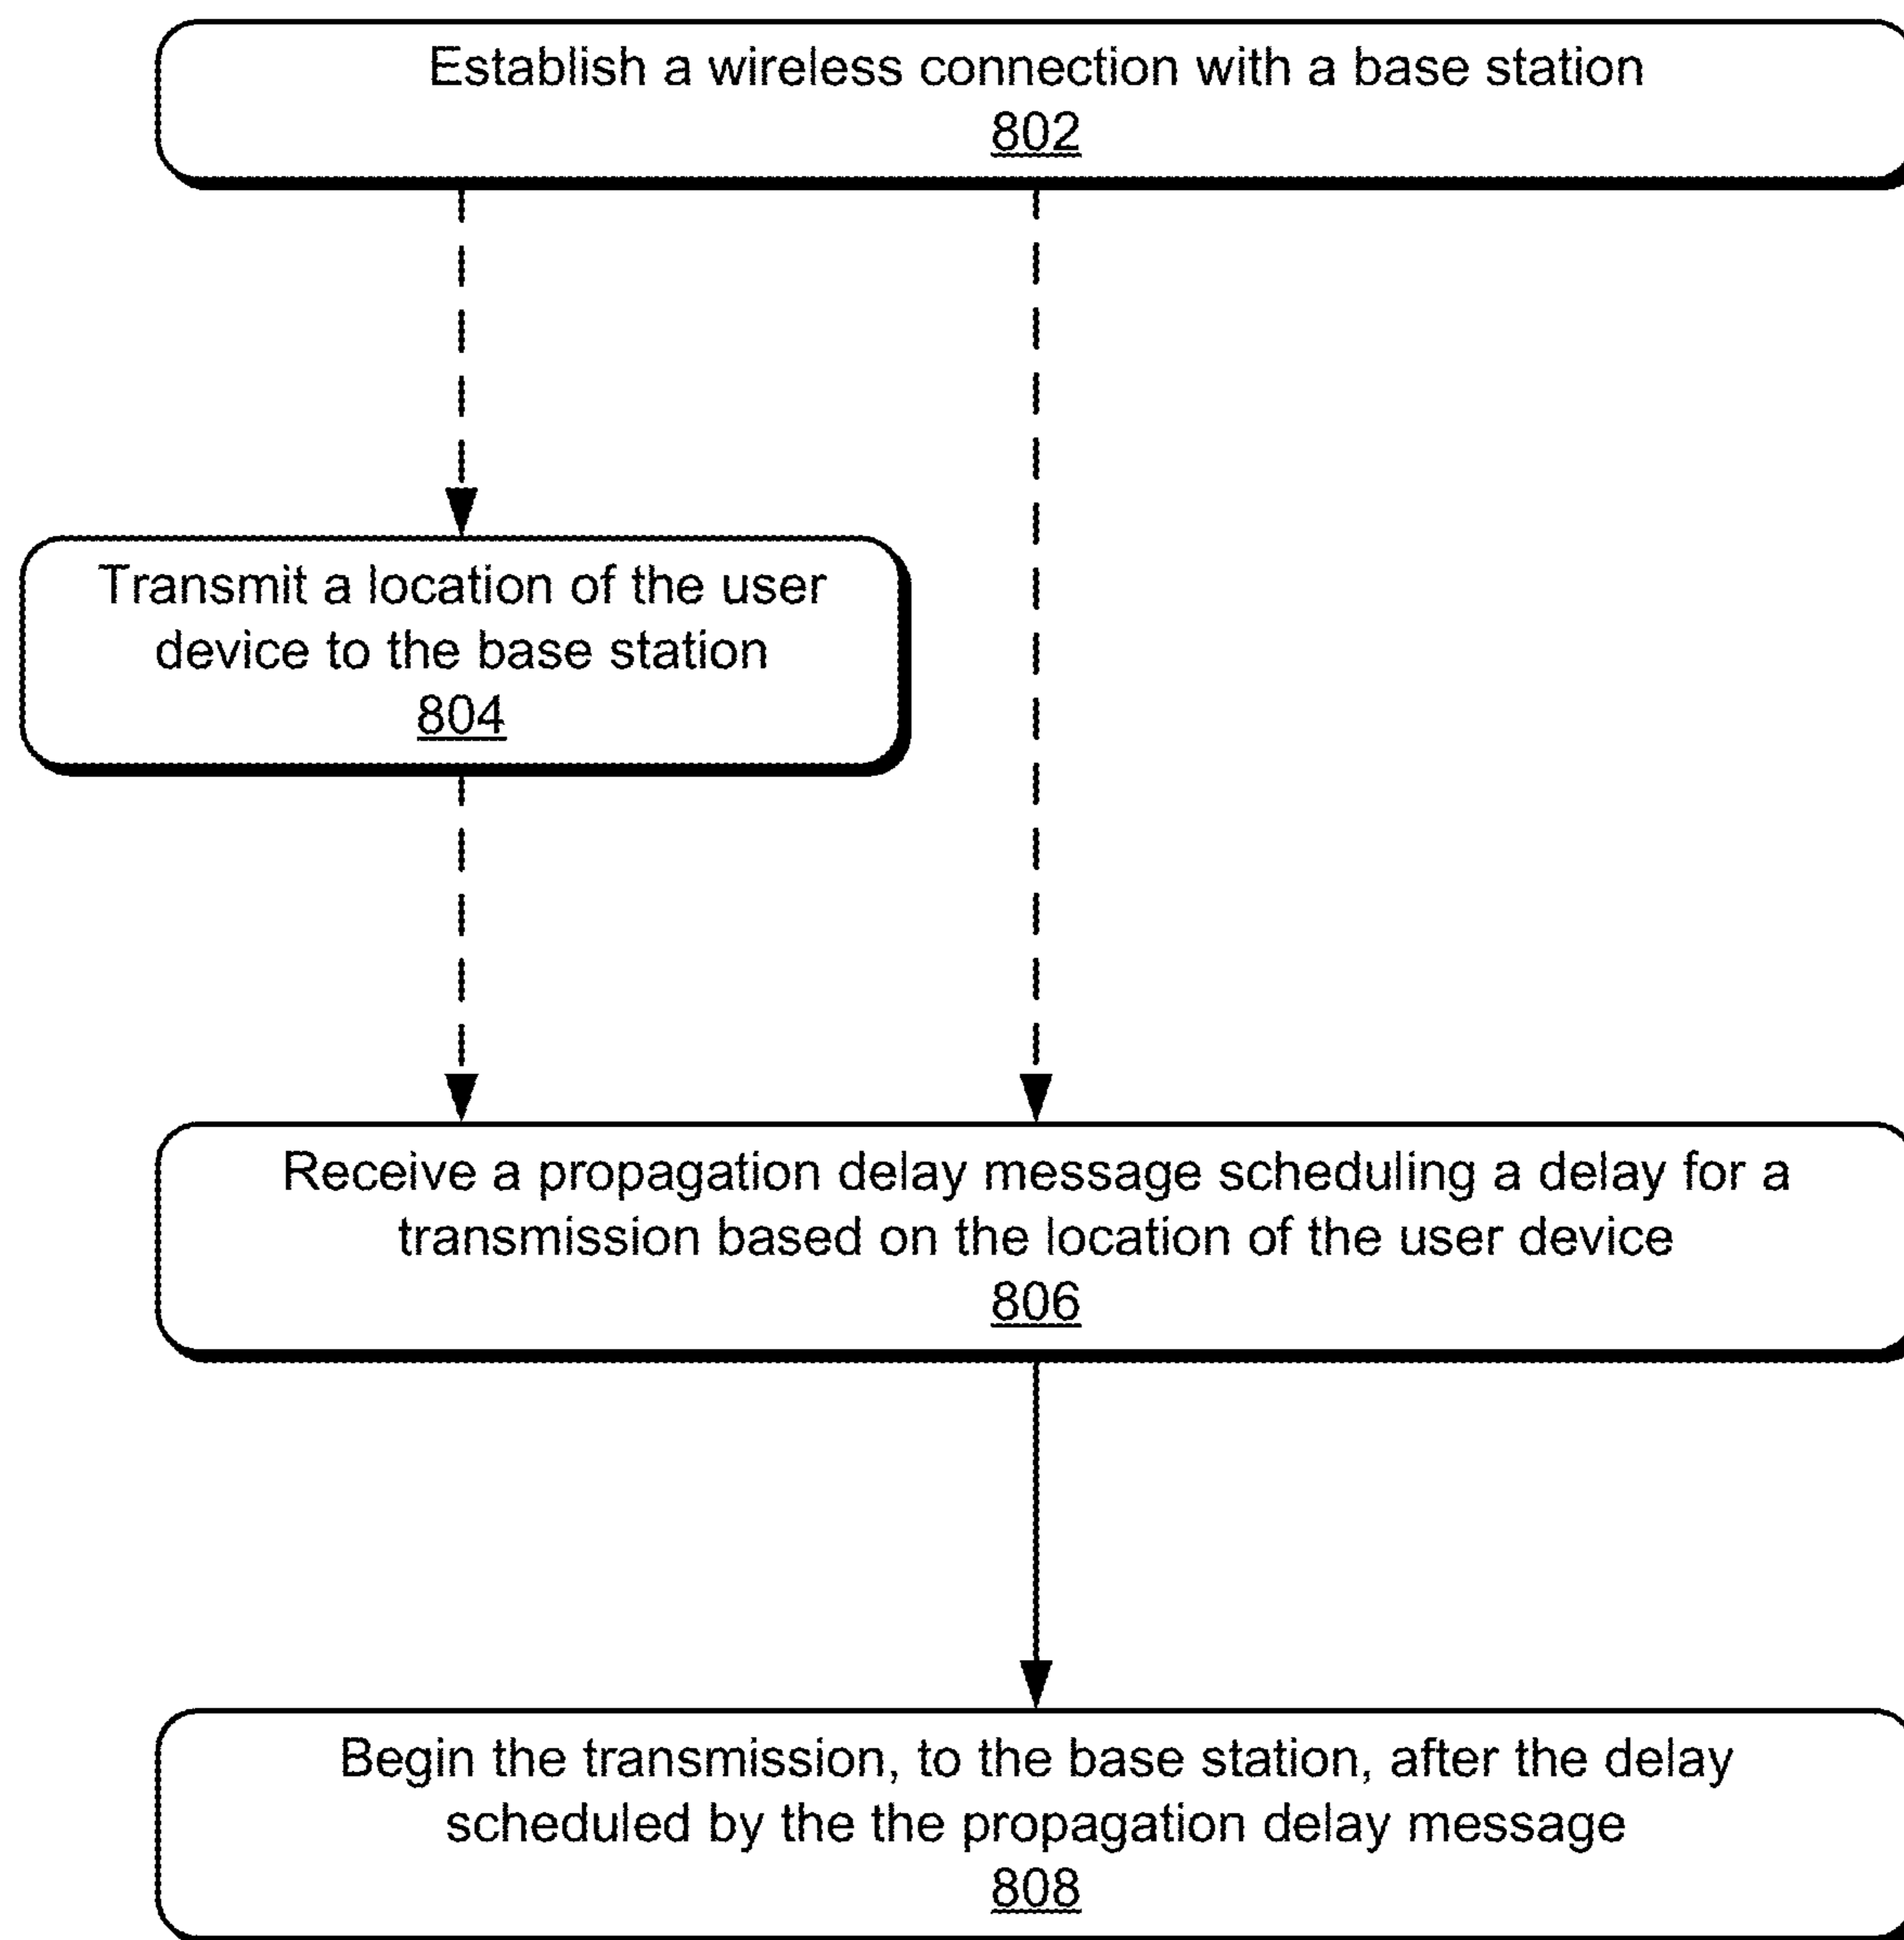 Establish a wireless connection with a base station
802
Transmit a location of the user
device to the base station
804
Receive a propagation delay message scheduling a delay for a
transmission based on the location of the user device
806
Begin the transmission, to the base station, after the delay
scheduled by the the propagation delay message
808